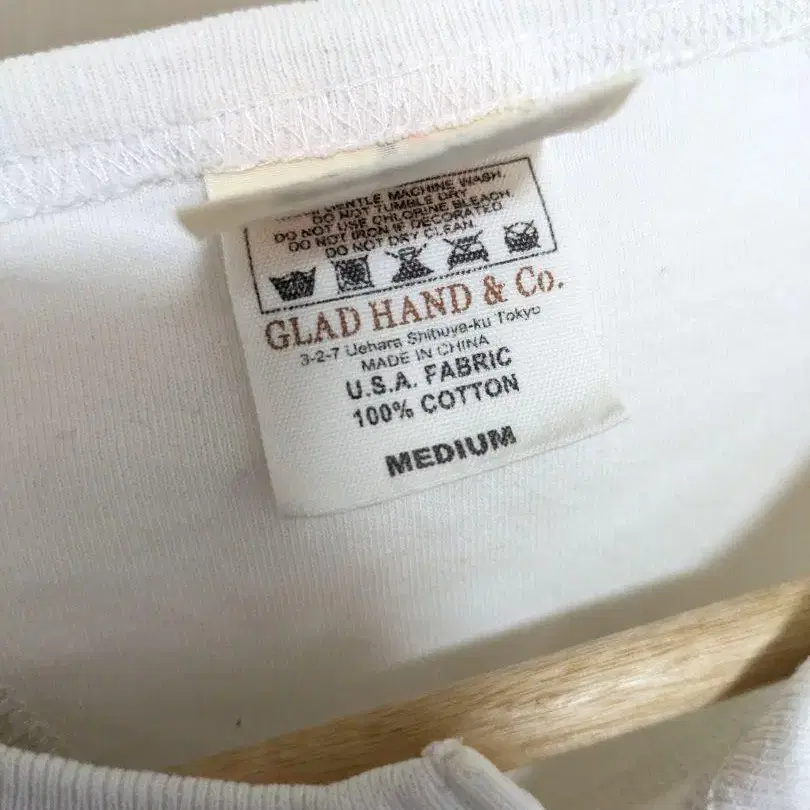 GENTLE MACHINE WASH.
DO NOT TUMBLE DRY
DO NOT USE CHLORINE BLEACH
DO NOT IRON IF DECORATED
DO NOT DRY CLEAN
GLAD HAND & Co.
3-2-7 Uehara Shibuya-ku Tokyo
MADE IN CHINA
U.S.A. FABRIC
100% COTTON
MEDIUM